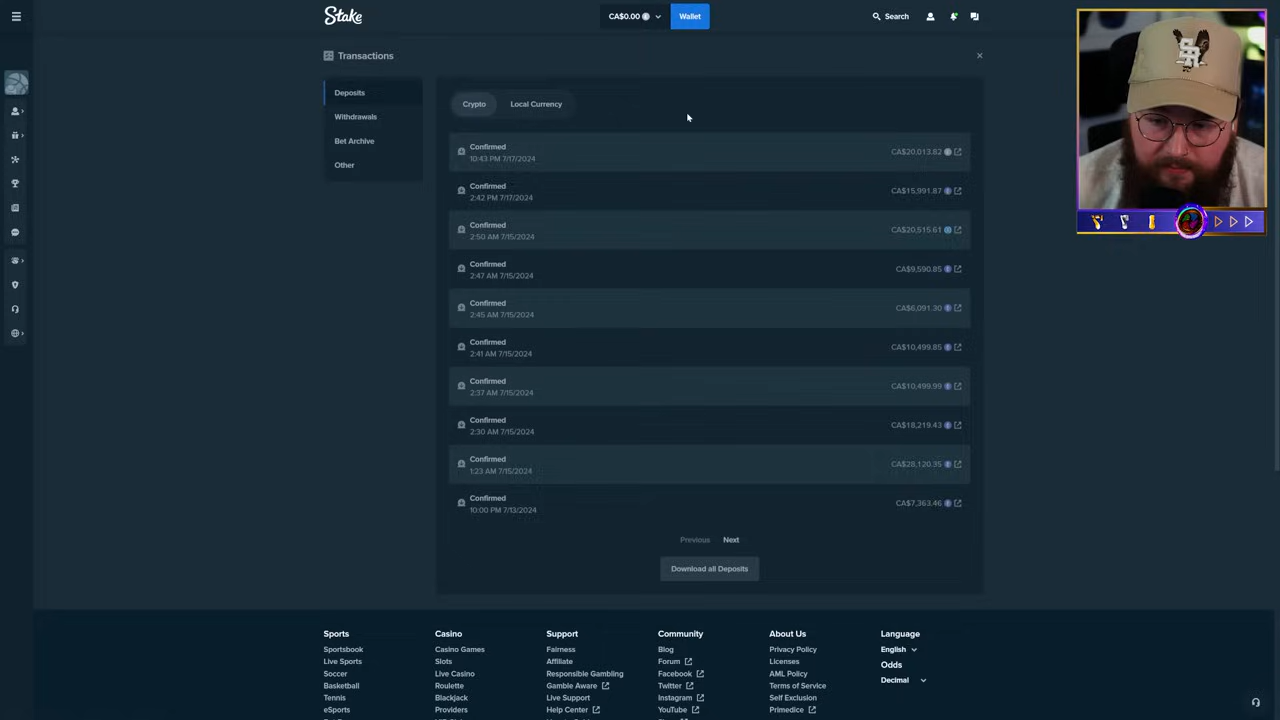 Stake
CA$0.00
Wallet
Search
Transactions
Deposits
Withdrawals
Bet Archive
Other
Crypto
Local Currency
Confirmed
10:43 PM 7/17/2024
CA$20,013.82
Confirmed
2:42 PM 7/17/2024
CA$15,991.87
Confirmed
2:50 AM 7/15/2024
CA$20,515.61
Confirmed
2:47 AM 7/15/2024
CA$9,590.85
Confirmed
2:45 AM 7/15/2024
CA$6,091.30
Confirmed
2:41 AM 7/15/2024
CA$10,499.85
Confirmed
2:37 AM 7/15/2024
CA$10,499.99
Confirmed
2:30 AM 7/15/2024
CA$18,219.43
Confirmed
1:23 AM 7/15/2024
CA$28,120.35
Confirmed
10:00 PM 7/13/2024
CA$7,363.46
Previous Next
Download all Deposits
Sports
Sportsbook
Live Sports
Soccer
Basketball
Tennis
eSports
Casino
Casino Games
Slots
Live Casino
Roulette
Blackjack
Providers
Support
Fairness
Affiliate
Responsible Gambling
Gamble Aware
Live Support
Help Center
Community
Blog
Forum
Facebook
Twitter
Instagram
YouTube
About Us
Privacy Policy
Licenses
AML Policy
Terms of Service
Self Exclusion
Primedice
Language
English
Odds
Decimal
SR